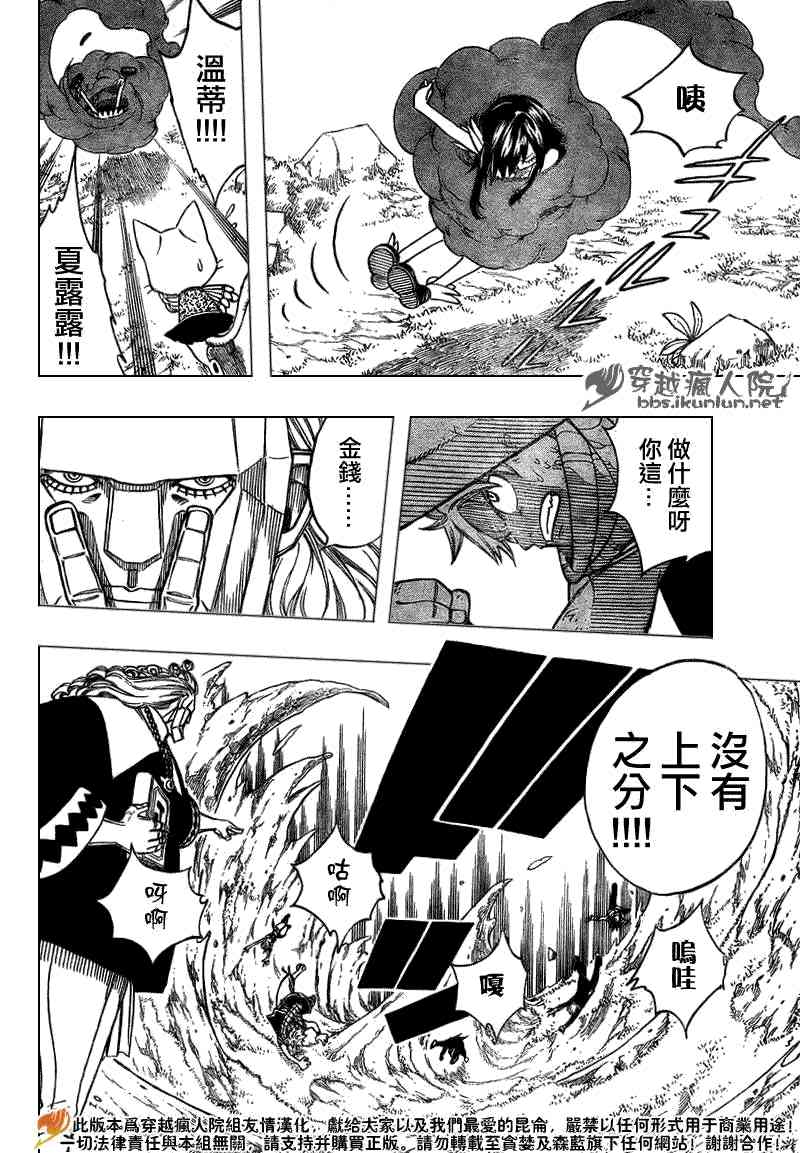 咦
溫蒂!!!!
夏露露!!!
穿越瘋人院
bbs.ikunlun.net
做什麼呀
你這…
金錢
……
沒有
上下
之分!!!!
嗚哇
嘎
咕啊
呀啊
此版本爲穿越瘋人院組友情漢化，獻給大家以及我們最愛的昆侖，嚴禁以任何形式用于商業用途!
切法律責任與本組無關，請支持并購買正版。請勿轉載至貪婪及森藍旗下任何網站！謝謝合作!